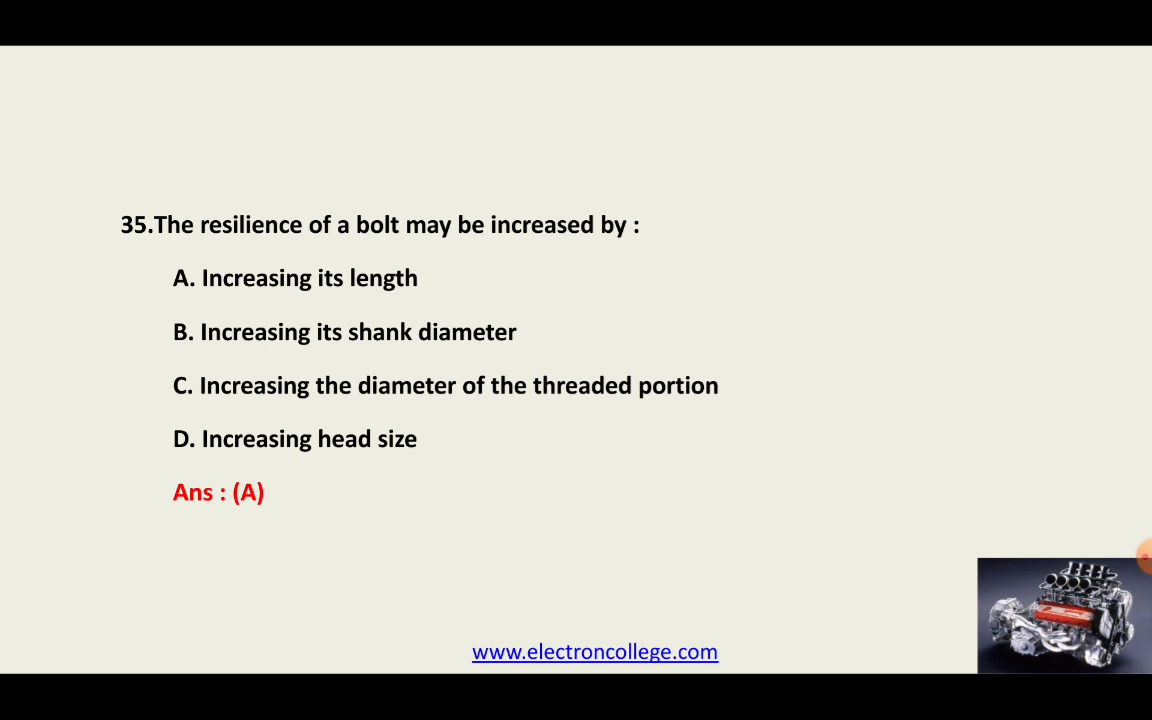 35.The resilience of a bolt may be increased by :
A. Increasing its length
B. Increasing its shank diameter
C. Increasing the diameter of the threaded portion
D. Increasing head size
Ans : (A)
www.electroncollege.com